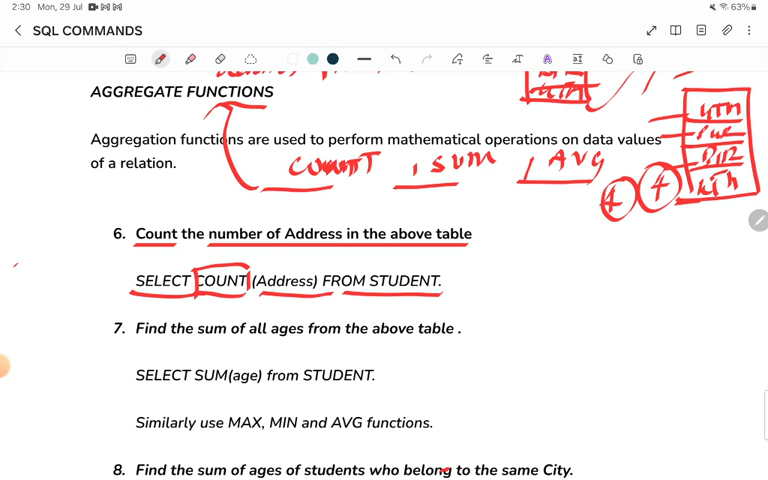 2:30 Mon, 29 Jul
63%
SQL COMMANDS
AGGREGATE FUNCTIONS
Aggregation functions are used to perform mathematical operations on data values
of a relation.
COUNT , SUM , AVG
4 4
6. Count the number of Address in the above table
SELECT COUNT (Address) FROM STUDENT.
7. Find the sum of all ages from the above table .
SELECT SUM(age) from STUDENT.
Similarly use MAX, MIN and AVG functions.
8. Find the sum of ages of students who belong to the same City.